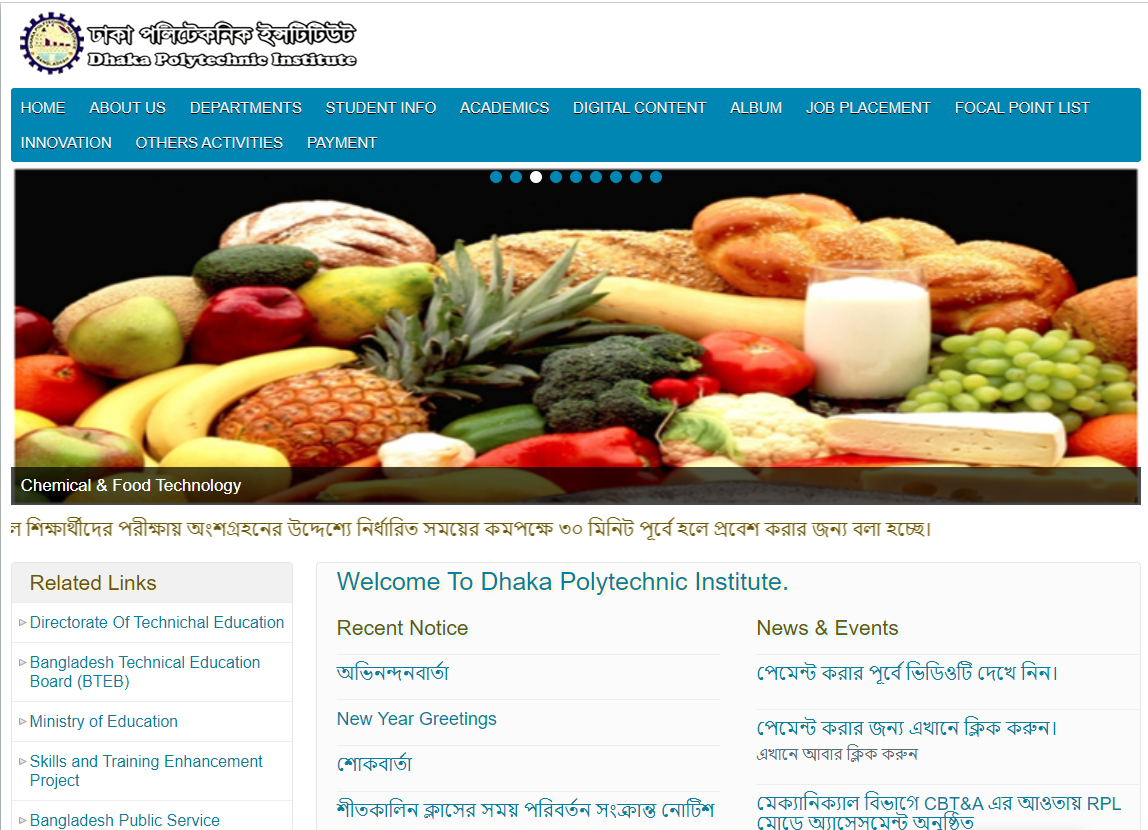 ঢাকা পলিটেকনিক ইন্সটিটিউট
Dhaka Polytechnic Institute
HOME ABOUT US DEPARTMENTS STUDENT INFO ACADEMICS DIGITAL CONTENT ALBUM JOB PLACEMENT FOCAL POINT LIST
INNOVATION OTHERS ACTIVITIES PAYMENT
Chemical & Food Technology
ল শিক্ষার্থীদের পরীক্ষায় অংশগ্রহনের উদ্দেশ্যে নির্ধারিত সময়ের কমপক্ষে ৩০ মিনিট পূর্বে হলে প্রবেশ করার জন্য বলা হচ্ছে।
Related Links
Directorate Of Technichal Education
Bangladesh Technical Education
Board (BTEB)
Ministry of Education
Skills and Training Enhancement
Project
Bangladesh Public Service
Welcome To Dhaka Polytechnic Institute.
Recent Notice
অভিনন্দনবার্তা
New Year Greetings
শোকবার্তা
শীতকালিন ক্লাসের সময় পরিবর্তন সংক্রান্ত নোটিশ
News & Events
পেমেন্ট করার পূর্বে ভিডিওটি দেখে নিন।
পেমেন্ট করার জন্য এখানে ক্লিক করুন।
এখানে আবার ক্লিক করুন
মেক্যানিক্যাল বিভাগে CBT&A এর আওতায় RPL
মোডে অ্যাসেসমেন্ট অনুষ্ঠিত